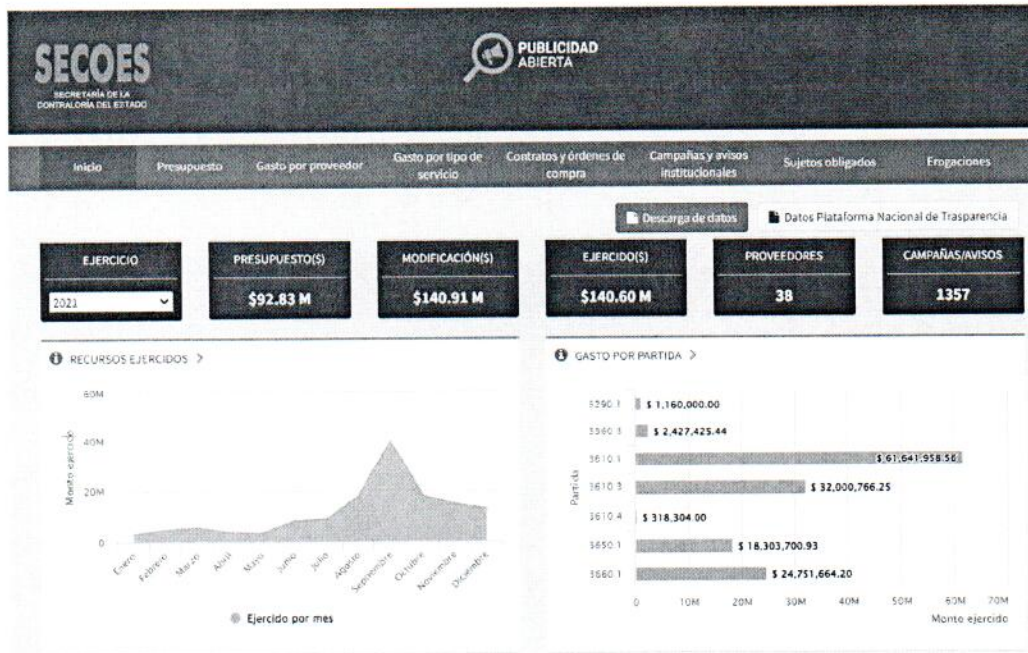 SECOES
SECRETARÍA DE LA
CONTRALORÍA DEL ESTADO
PUBLICIDAD
ABIERTA
Inicio
Presupuesto
Gasto por proveedor
Gasto por tipo de
servicio
Contratos y órdenes de
compra
Campañas y avisos
institucionales
Sujetos obligados
Erogaciones
Descarga de datos
Datos Plataforma Nacional de Trasparencia
EJERCICIO
2021
PRESUPUESTO($)
$92.83 M
MODIFICACIÓN($)
$140.91 M
EJERCIDO($)
$140.60 M
PROVEEDORES
38
CAMPAÑAS/AVISOS
1357
RECURSOS EJERCIDOS >
Monto ejercido
60M
40M
20M
0
Enero
Febrero
Marzo
Abril
Mayo
Junio
Julio
Agosto
Septiembre
Octubre
Noviembre
Diciembre
Ejercido por mes
GASTO POR PARTIDA >
Partida
$ 1,160,000.00
$ 2,427,425.44
3610.1 $ 61,641,958.56
3610.3 $ 32,000,766.25
3610.4 $ 318,304.00
3650.1 $ 18,303,700.93
3660.1 $ 24,751,664.20
0 10M 20M 30M 40M 50M 60M 70M
Monto ejercido